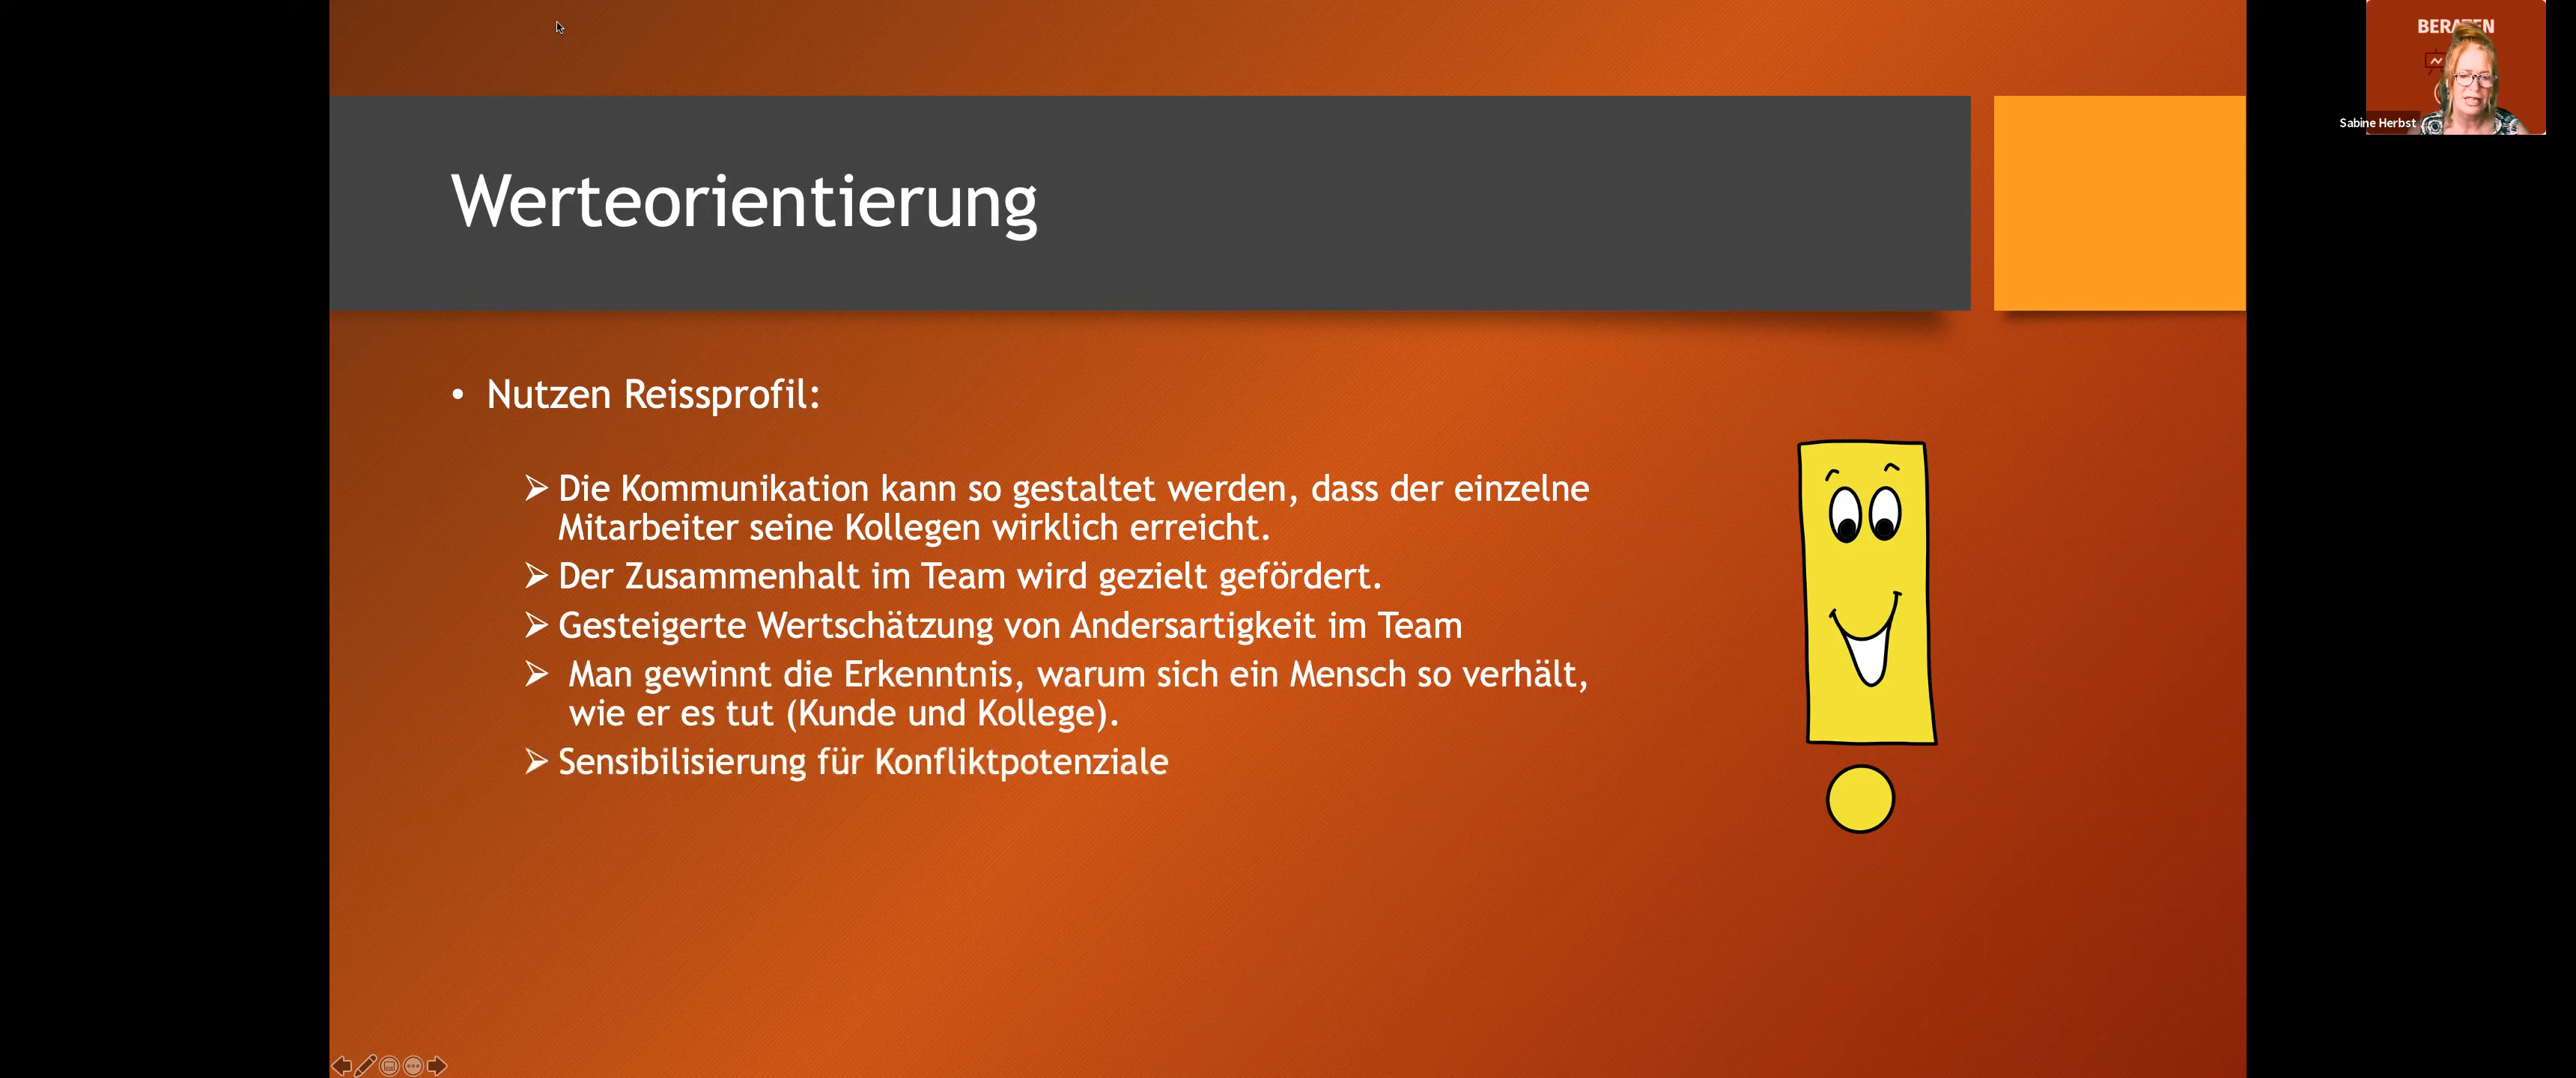 BERATEN
Sabine Herbst
Werteorientierung
• Nutzen Reissprofil:
➢ Die Kommunikation kann so gestaltet werden, dass der einzelne
Mitarbeiter seine Kollegen wirklich erreicht.
➢ Der Zusammenhalt im Team wird gezielt gefördert.
➢ Gesteigerte Wertschätzung von Andersartigkeit im Team
➢ Man gewinnt die Erkenntnis, warum sich ein Mensch so verhält,
wie er es tut (Kunde und Kollege).
➢ Sensibilisierung für Konfliktpotenziale